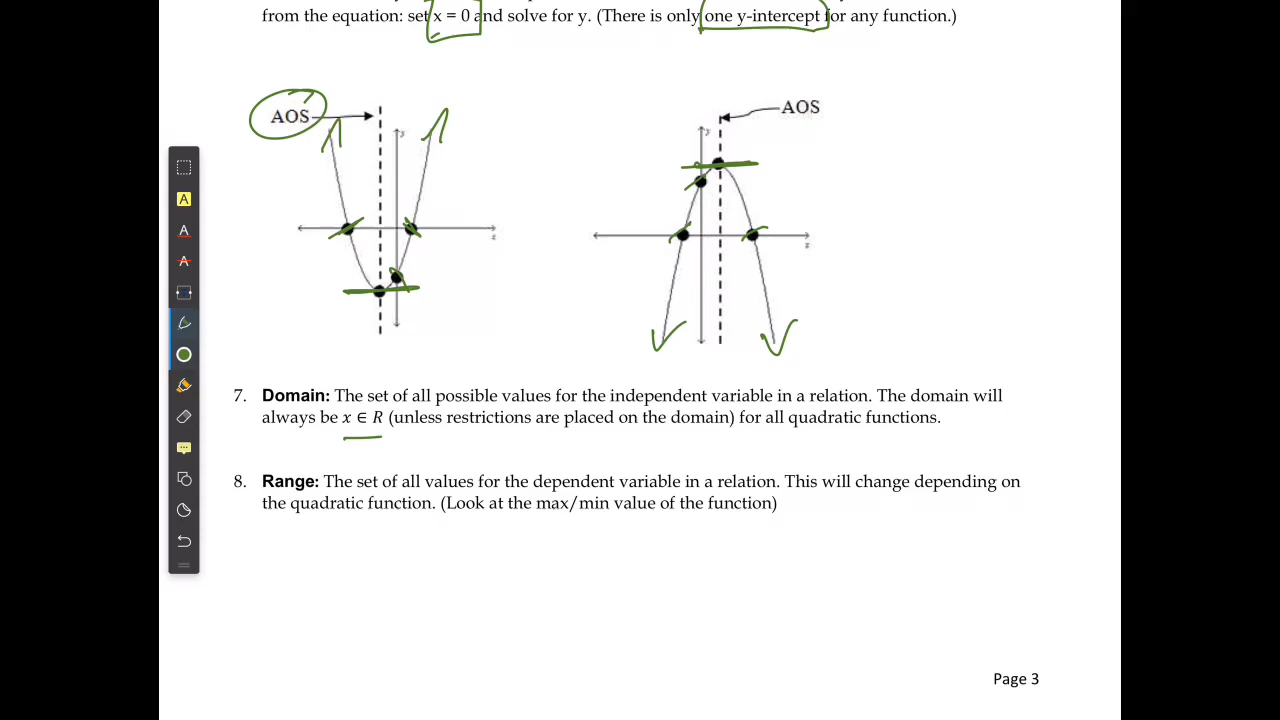 from the equation: set x = 0 and solve for y. (There is only one y-intercept for any function.)
AOS
AOS
y
y
x
x
7. Domain: The set of all possible values for the independent variable in a relation. The domain will
always be x ∈ R (unless restrictions are placed on the domain) for all quadratic functions.
8. Range: The set of all values for the dependent variable in a relation. This will change depending on
the quadratic function. (Look at the max/min value of the function)
Page 3
A
A
A